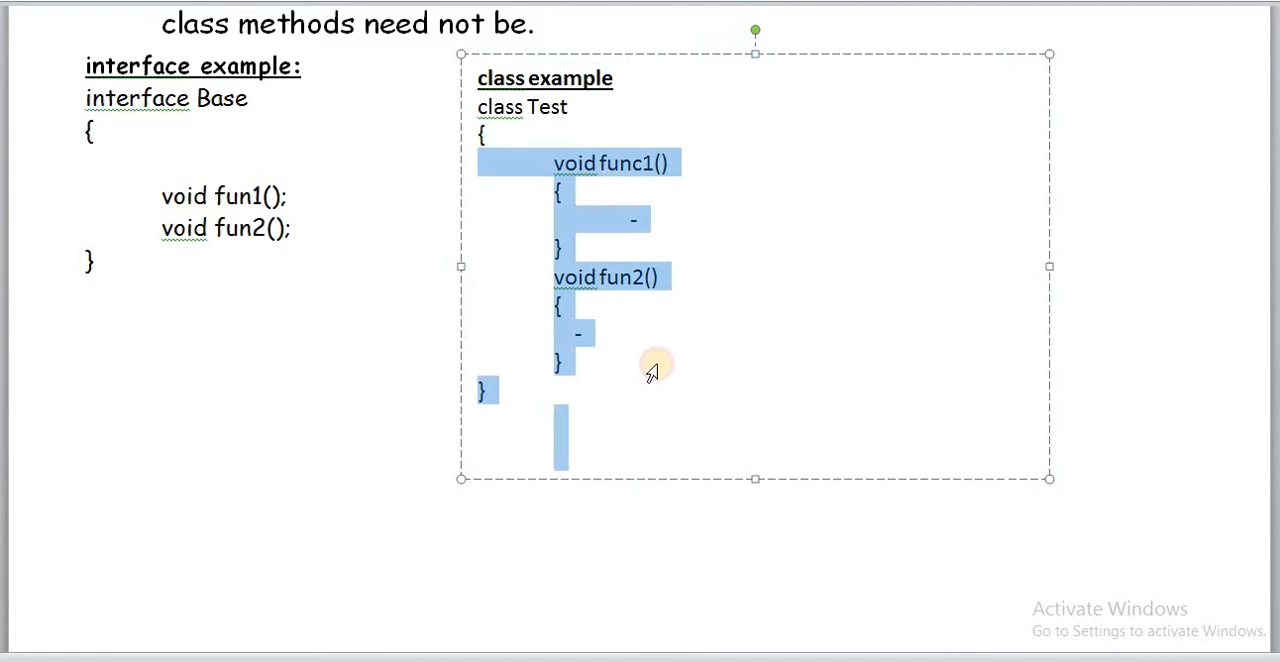 class methods need not be.
interface example:
interface Base
{
void fun1();
void fun2();
}
class example
class Test
{
void func1()
{
-
}
void fun2()
{
-
}
}
Activate Windows
Go to Settings to activate Windows.